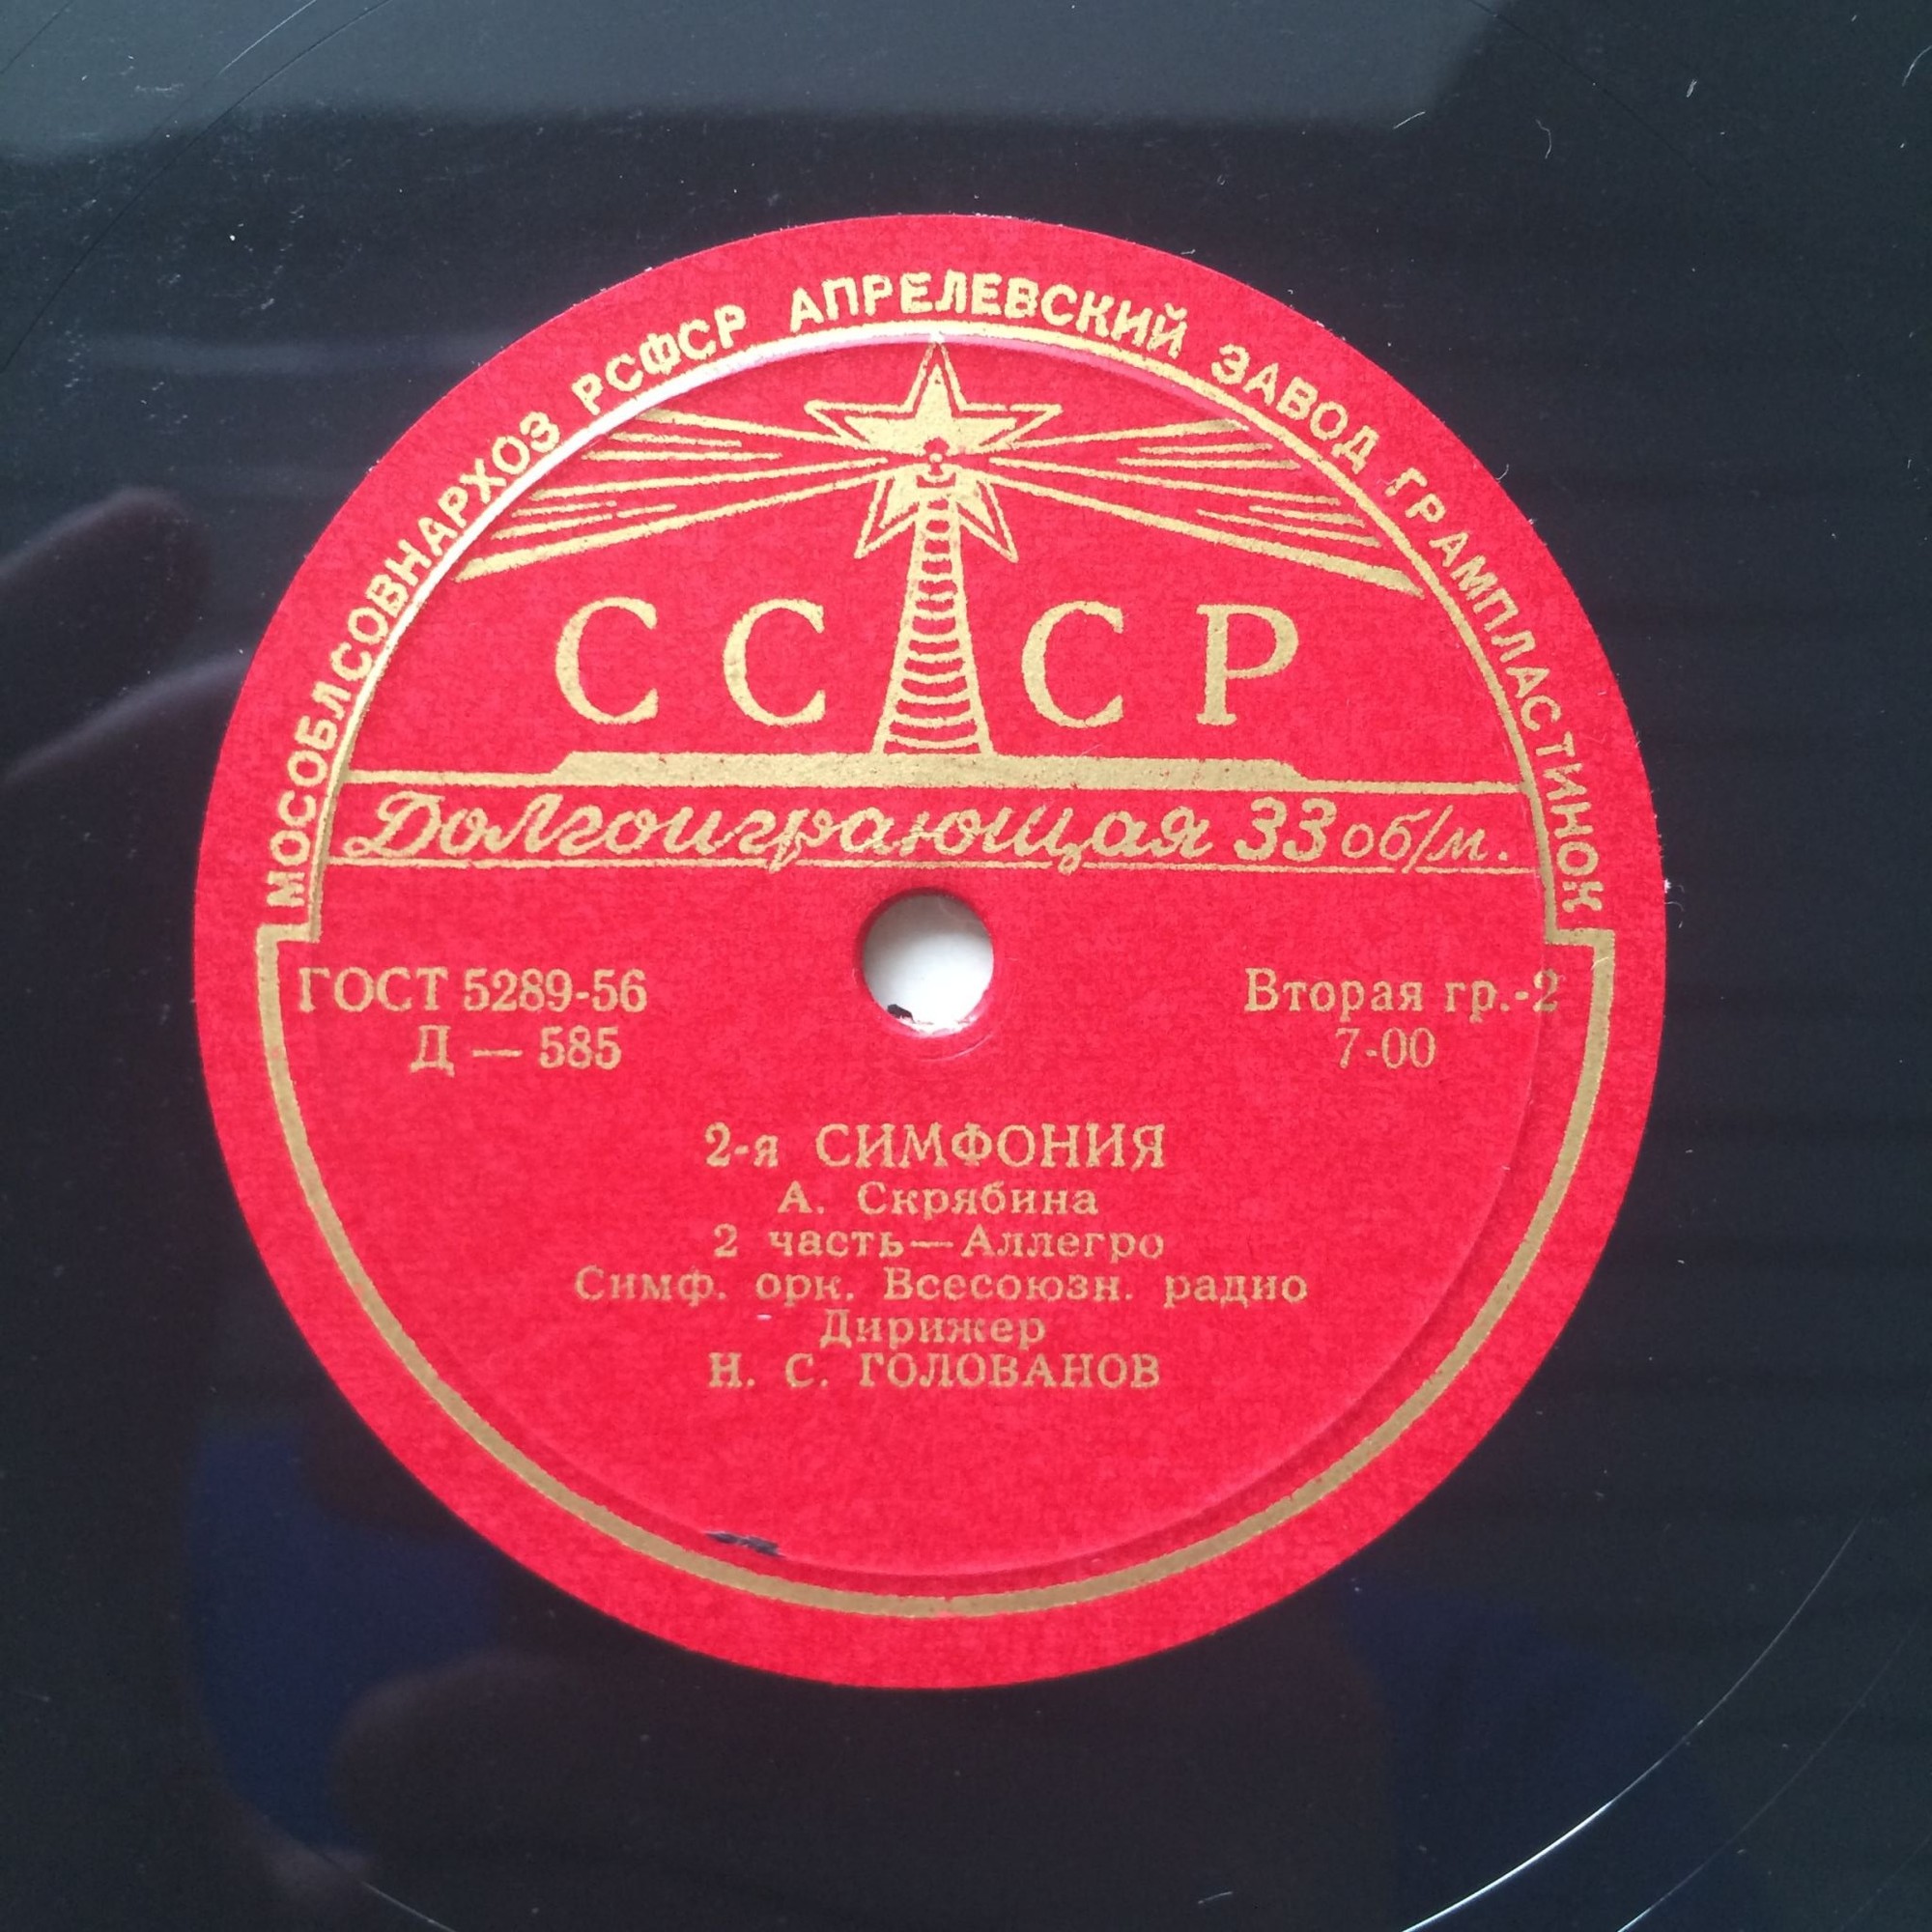 МОСОБЛСОВНАРХОЗ РСФСР АПРЕЛЕВСКИЙ ЗАВОД ГРАМПЛАСТИНОК
СССР
Долгоиграющая 33 об/м.
ГОСТ 5289-56
Д — 585
Вторая гр.-2
7-00
2-я СИМФОНИЯ
А. Скрябина
2 часть—Аллегро
Симф. орк. Всесоюзн. радио
Дирижер
Н. С. ГОЛОВАНОВ